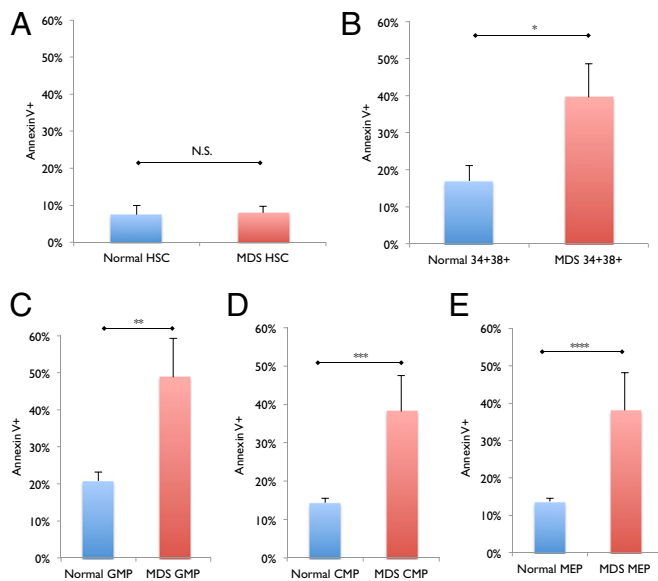 A
60%
50%
40%
30%
20%
10%
0%
Annexin V+
N.S.
Normal HSC
MDS HSC
B
60%
50%
40%
30%
20%
10%
0%
Annexin V+
*
Normal 34+38+
MDS 34+38+
C
60%
50%
40%
30%
20%
10%
0%
Annexin V+
**
Normal GMP
MDS GMP
D
60%
50%
40%
30%
20%
10%
0%
Annexin V+
***
Normal CMP
MDS CMP
E
60%
50%
40%
30%
20%
10%
0%
Annexin V+
****
Normal MEP
MDS MEP